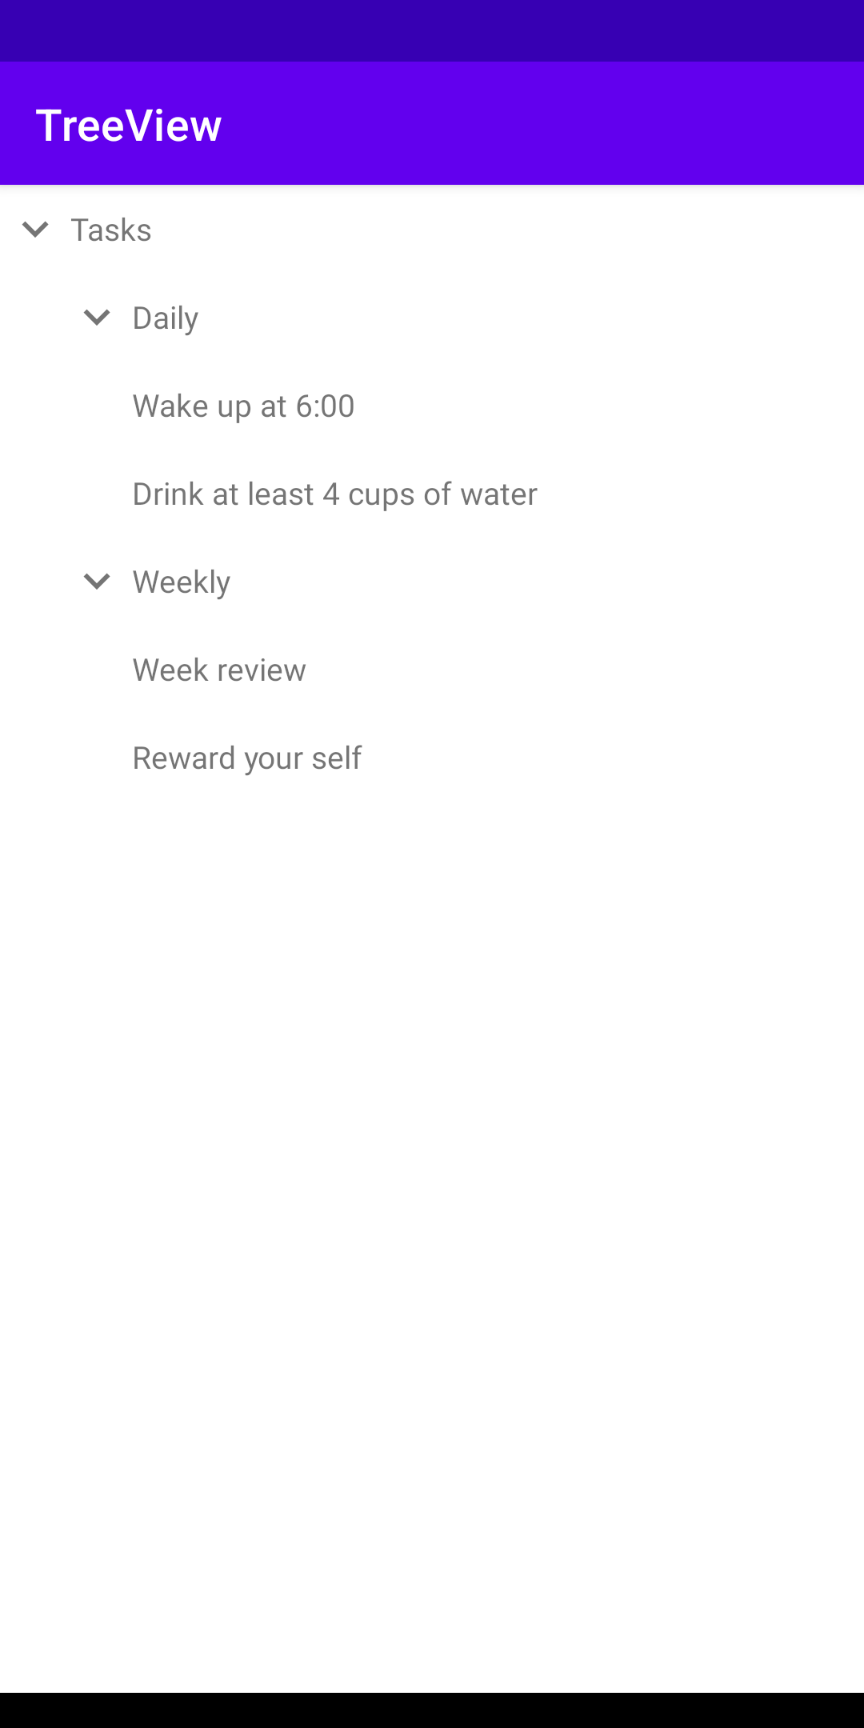 TreeView
Tasks
Daily
Wake up at 6:00
Drink at least 4 cups of water
Weekly
Week review
Reward your self